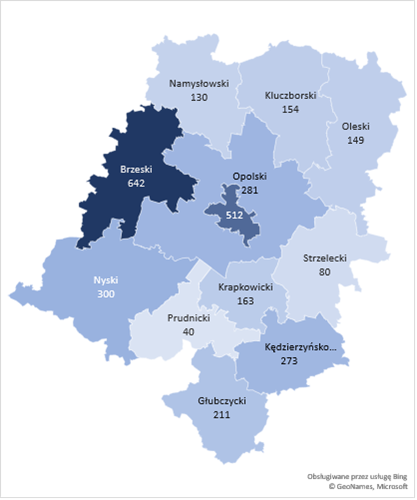 Namysłowski
130
Kluczborski
154
Oleski
149
Brzeski
642
Opolski
281
512
Strzelecki
80
Nyski
300
Krapkowicki
163
Prudnicki
40
Kędzierzyńsko...
273
Głubczycki
211
Obsługiwane przez usługę Bing
© GeoNames, Microsoft